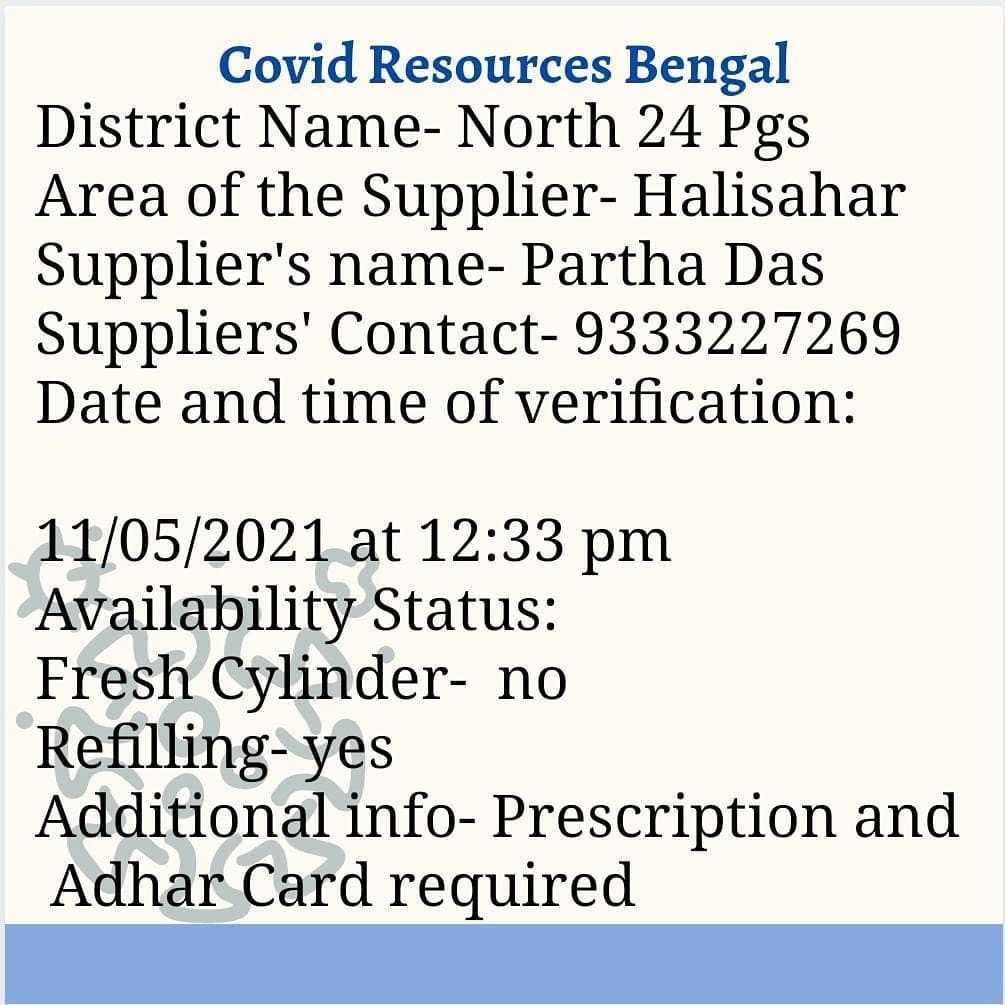 Covid Resources Bengal
District Name- North 24 Pgs
Area of the Supplier- Halisahar
Supplier's name- Partha Das
Suppliers' Contact- 9333227269
Date and time of verification:
11/05/2021 at 12:33 pm
Availability Status:
Fresh Cylinder-  no
Refilling- yes
Additional info- Prescription and
Adhar Card required